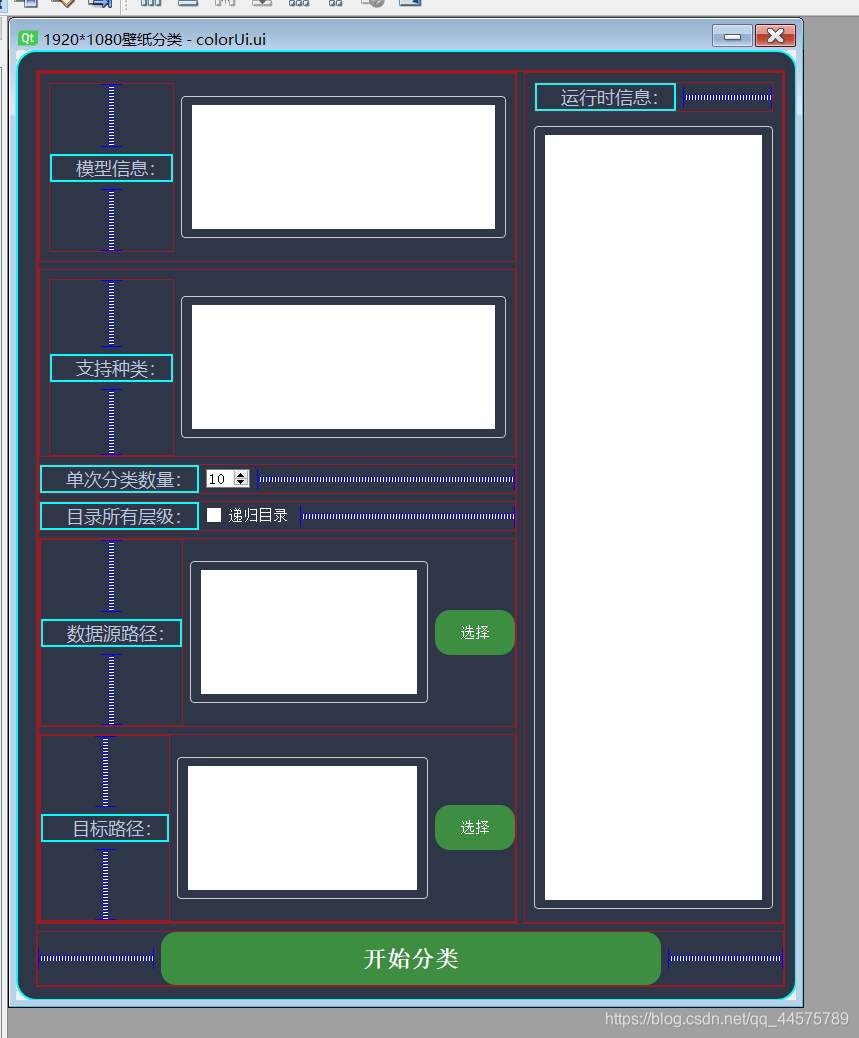 Qt 1920*1080壁纸分类 - colorUi.ui
运行时信息：
模型信息：
支持种类：
单次分类数量： 10
目录所有层级： 递归目录
数据源路径： 选择
目标路径： 选择
开始分类
https://blog.csdn.net/qq_44575789